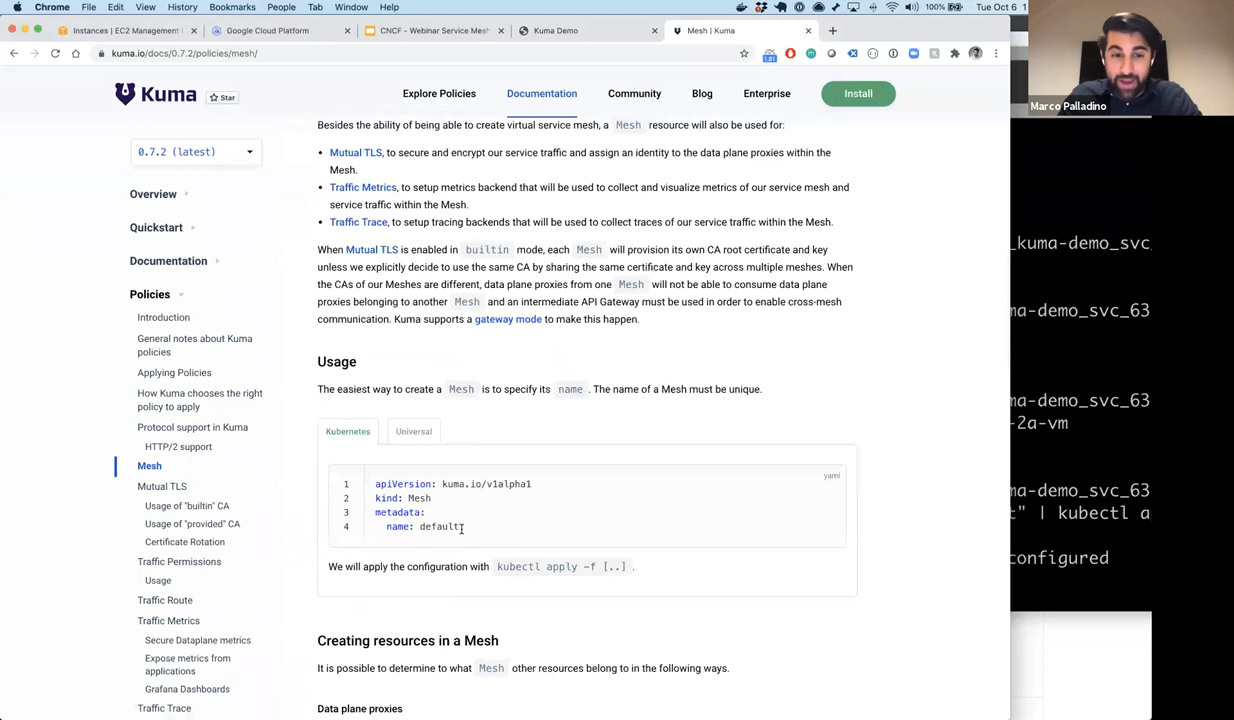 Chrome File Edit View History Bookmarks People Tab Window Help 100% Tue Oct 6 1
Instances | EC2 Management C
Google Cloud Platform
CNCF - Webinar Service Mesh
Kuma Demo
Mesh | Kuma
kuma.io/docs/0.7.2/policies/mesh/
1.81
Marco Palladino
Kuma
Star
Explore Policies
Documentation
Community
Blog
Enterprise
Install
0.7.2 (latest)
Overview
Quickstart
Documentation
Policies
Introduction
General notes about Kuma
policies
Applying Policies
How Kuma chooses the right
policy to apply
Protocol support in Kuma
HTTP/2 support
Mesh
Mutual TLS
Usage of "builtin" CA
Usage of "provided" CA
Certificate Rotation
Traffic Permissions
Usage
Traffic Route
Traffic Metrics
Secure Dataplane metrics
Expose metrics from
applications
Grafana Dashboards
Traffic Trace
Besides the ability of being able to create virtual service mesh, a Mesh resource will also be used for:
• Mutual TLS, to secure and encrypt our service traffic and assign an identity to the data plane proxies within the
Mesh.
• Traffic Metrics, to setup metrics backend that will be used to collect and visualize metrics of our service mesh and
service traffic within the Mesh.
• Traffic Trace, to setup tracing backends that will be used to collect traces of our service traffic within the Mesh.
When Mutual TLS is enabled in builtin mode, each Mesh will provision its own CA root certificate and key
unless we explicitly decide to use the same CA by sharing the same certificate and key across multiple meshes. When
the CAs of our Meshes are different, data plane proxies from one Mesh will not be able to consume data plane
proxies belonging to another Mesh and an intermediate API Gateway must be used in order to enable cross-mesh
communication. Kuma supports a gateway mode to make this happen.
Usage
The easiest way to create a Mesh is to specify its name. The name of a Mesh must be unique.
Kubernetes
Universal
yaml
1 apiVersion: kuma.io/v1alpha1
2 kind: Mesh
3 metadata:
4 name: default
We will apply the configuration with kubectl apply -f [..].
Creating resources in a Mesh
It is possible to determine to what Mesh other resources belong to in the following ways.
Data plane proxies
_kuma-demo_svc_
ma-demo_svc_63
ma-demo_svc_63
-2a-vm
ma-demo_svc_63
t" | kubectl a
configured